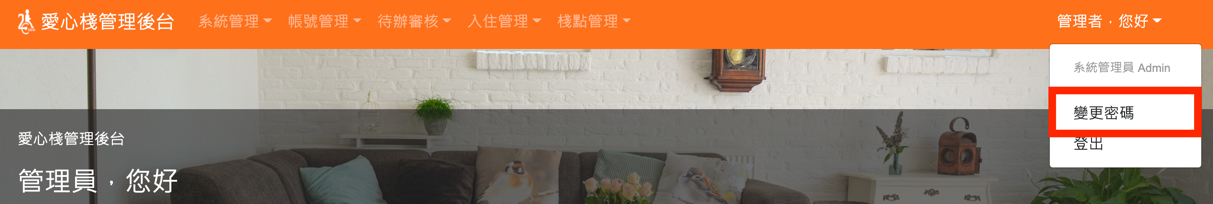 愛心棧管理後台 系統管理 帳號管理 待辦審核 入住管理 棧點管理 管理者，您好
系統管理員 Admin
變更密碼
登出
愛心棧管理後台
管理員，您好